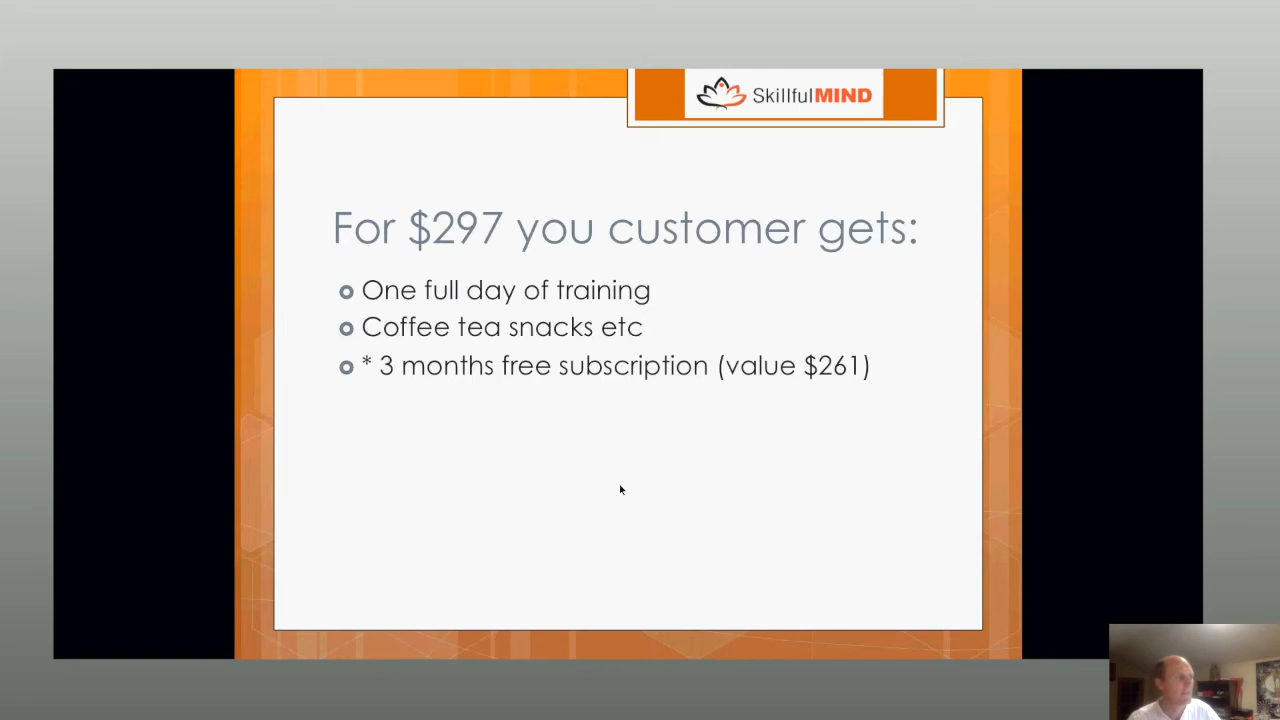 SkillfulMIND
For $297 you customer gets:
One full day of training
Coffee tea snacks etc
* 3 months free subscription (value $261)